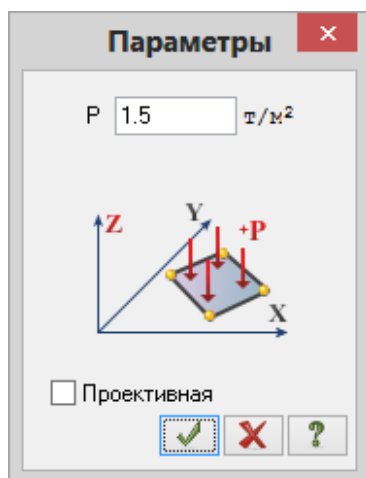 Параметры
P 1.5 т/м²
Z Y +P
X
Проективная